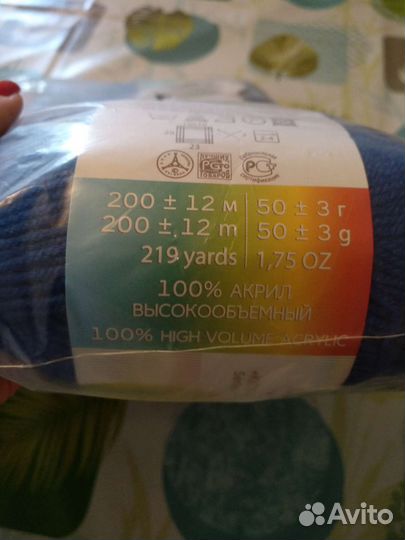 23
200 ± 12 м 50 ± 3 г
200 ± 12 m 50 ± 3 g
219 yards 1,75 OZ
100% АКРИЛ
ВЫСОКООБЪЕМНЫЙ
100% HIGH VOLUME ACRYLIC
Avito